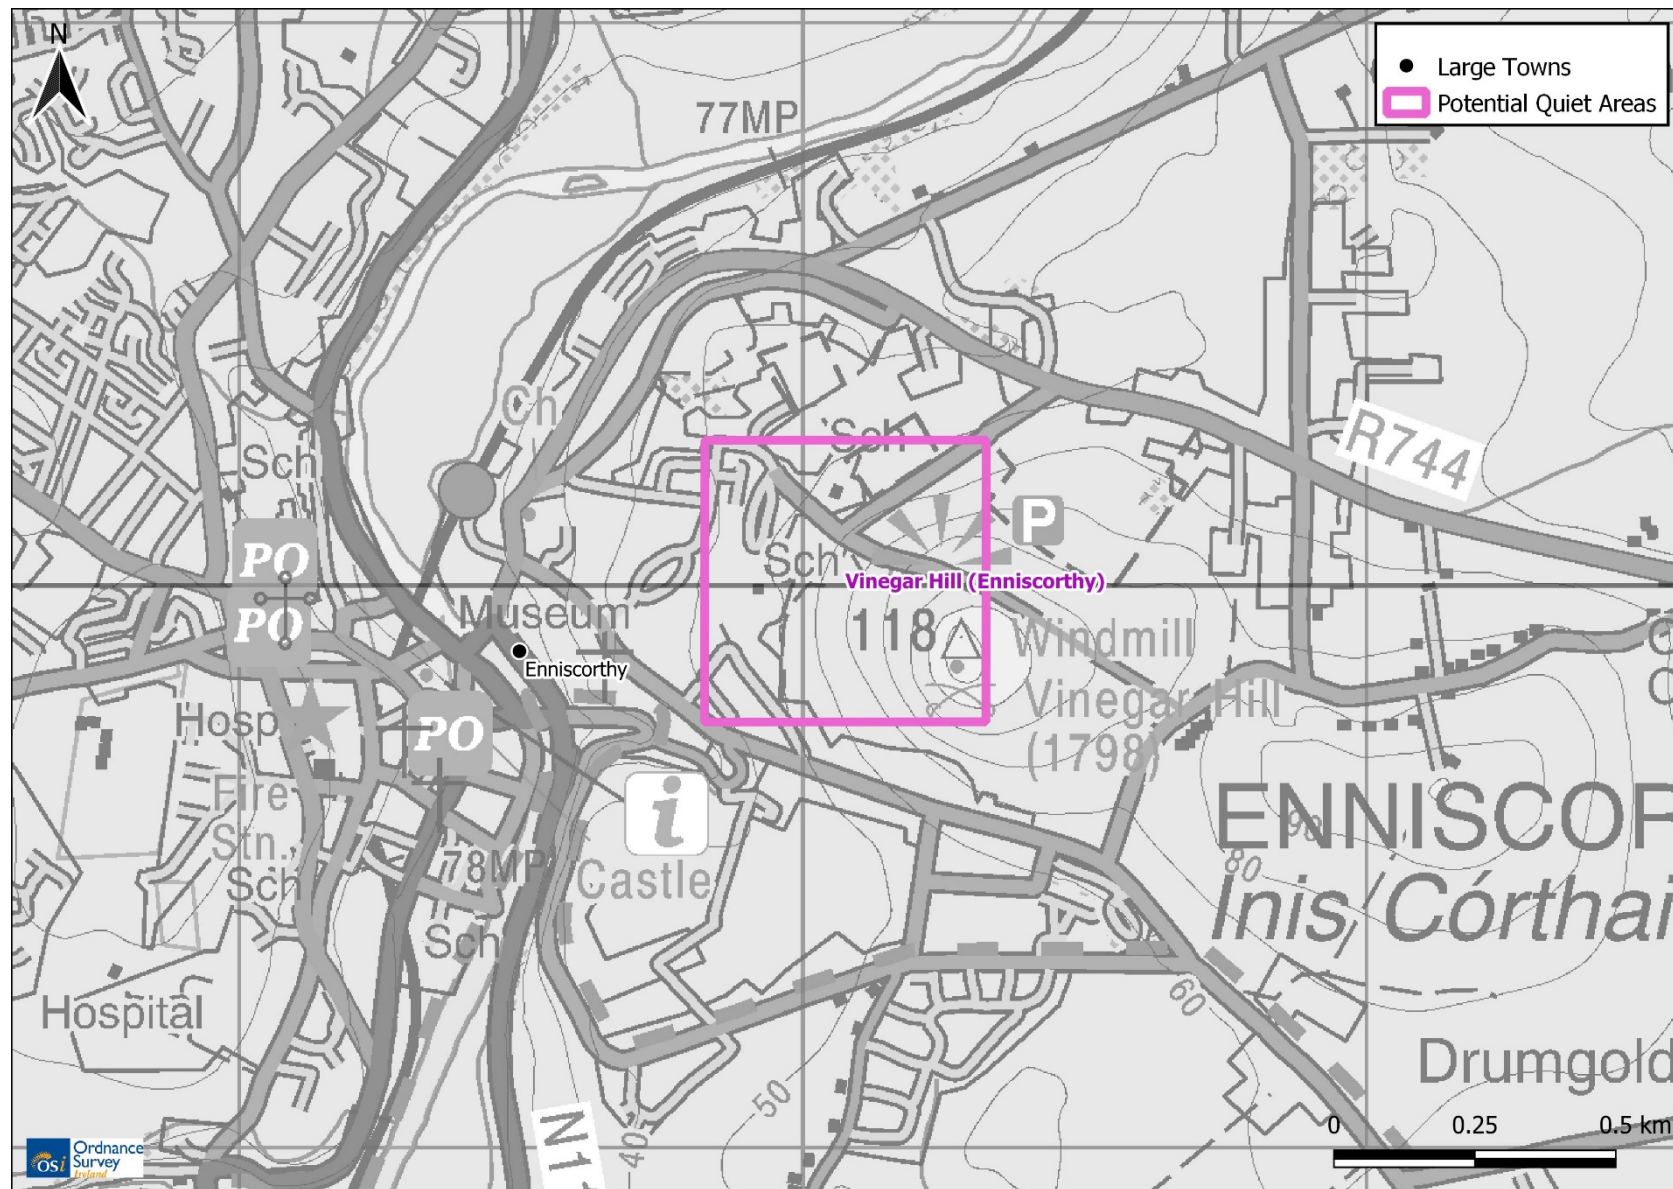 N
Large Towns
Potential Quiet Areas
77MP
Ch
Sch
R744
Sch
P
PO
Sch
Vinegar Hill (Enniscorthy)
PO
Museum
118
Windmill
Enniscorthy
Hosp
PO
Vinegar Hill
(1798)
i
Fire
Stn.
ENNISCOR
90
78MP
Castle
80
Sch
Inis Córthai
Sch
60
Hospital
Drumgold
50
N11
40
0 0.25 0.5 km
OSi
Ordnance
Survey
Ireland